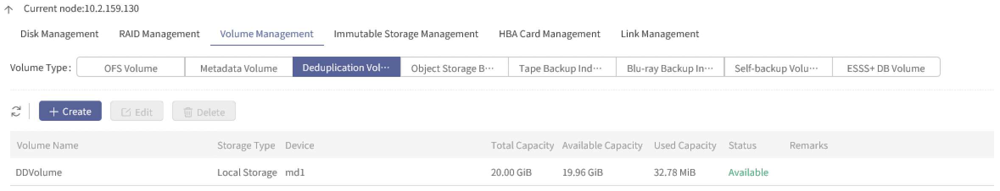 Current node:10.2.159.130
Disk Management RAID Management Volume Management Immutable Storage Management HBA Card Management Link Management
Volume Type: OFS Volume Metadata Volume Deduplication Vol··· Object Storage B··· Tape Backup Ind··· Blu-ray Backup In··· Self-backup Volu··· ESSS+ DB Volume
Create Edit Delete
Volume Name Storage Type Device Total Capacity Available Capacity Used Capacity Status Remarks
DDVolume Local Storage md1 20.00 GiB 19.96 GiB 32.78 MiB Available